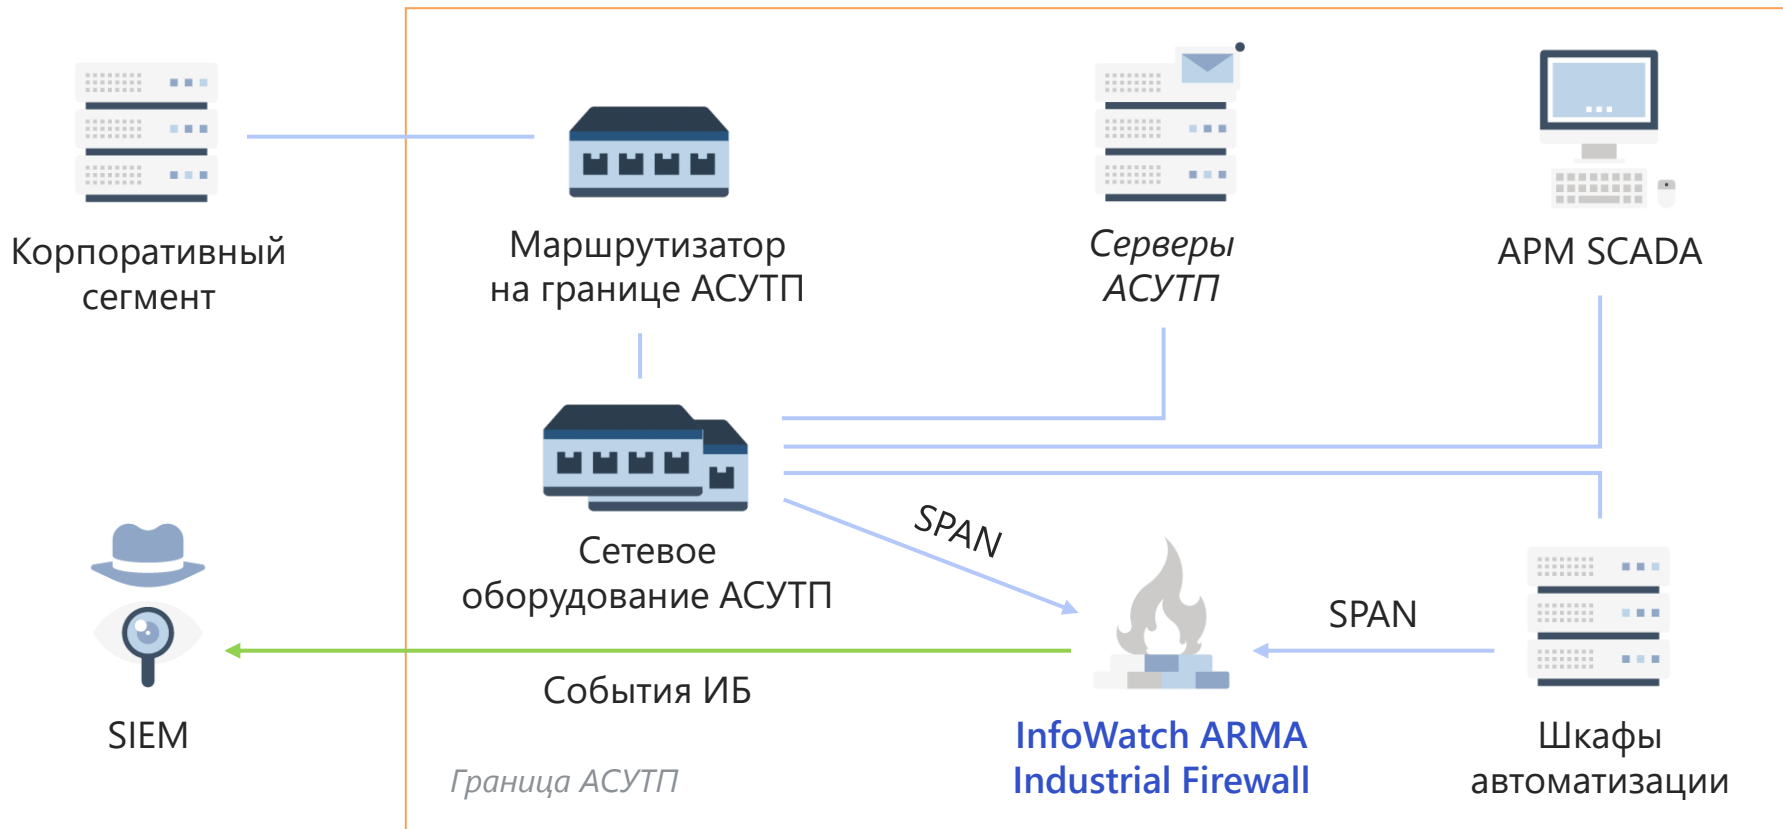 Корпоративный
сегмент
Маршрутизатор
на границе АСУТП
Серверы
АСУТП
АРМ SCADA
Сетевое
оборудование АСУТП
SPAN
SPAN
События ИБ
SIEM
Граница АСУТП
InfoWatch ARMA
Industrial Firewall
Шкафы
автоматизации